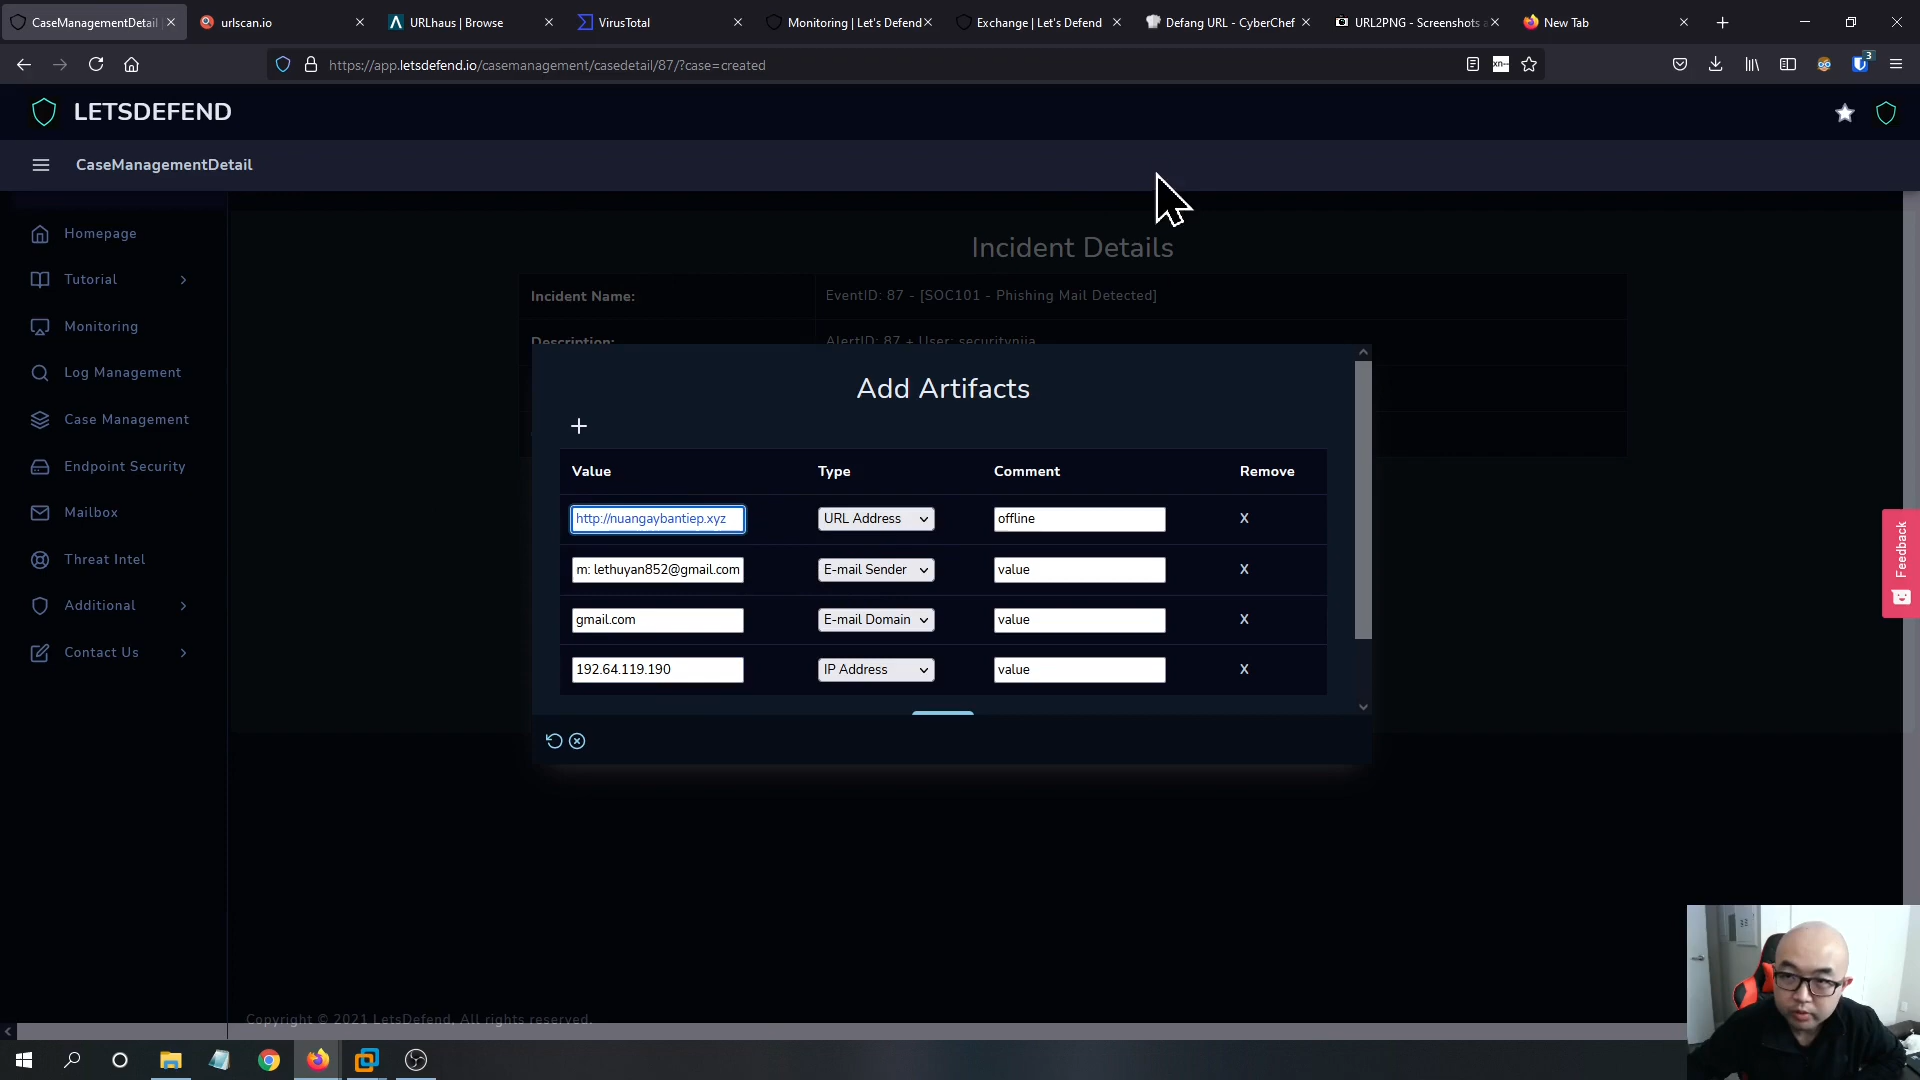 CaseManagementDetail
urlscan.io
URLhaus | Browse
VirusTotal
Monitoring | Let's Defend
Exchange | Let's Defend
Defang URL - CyberChef
URL2PNG - Screenshots
New Tab
https://app.letsdefend.io/casemanagement/casedetail/87/?case=created
xn--
3
LETSDEFEND
CaseManagementDetail
Homepage
Tutorial
Monitoring
Log Management
Case Management
Endpoint Security
Mailbox
Threat Intel
Additional
Contact Us
Incident Details
Incident Name: EventID: 87 - [SOC101 - Phishing Mail Detected]
Description: AlertID: 87 + User: securityninja
Add Artifacts
+
Value Type Comment Remove
http://nuangaybantiep.xyz URL Address offline X
m: lethuyan852@gmail.com E-mail Sender value X
gmail.com E-mail Domain value X
192.64.119.190 IP Address value X
Feedback
Copyright © 2021 LetsDefend, All rights reserved.